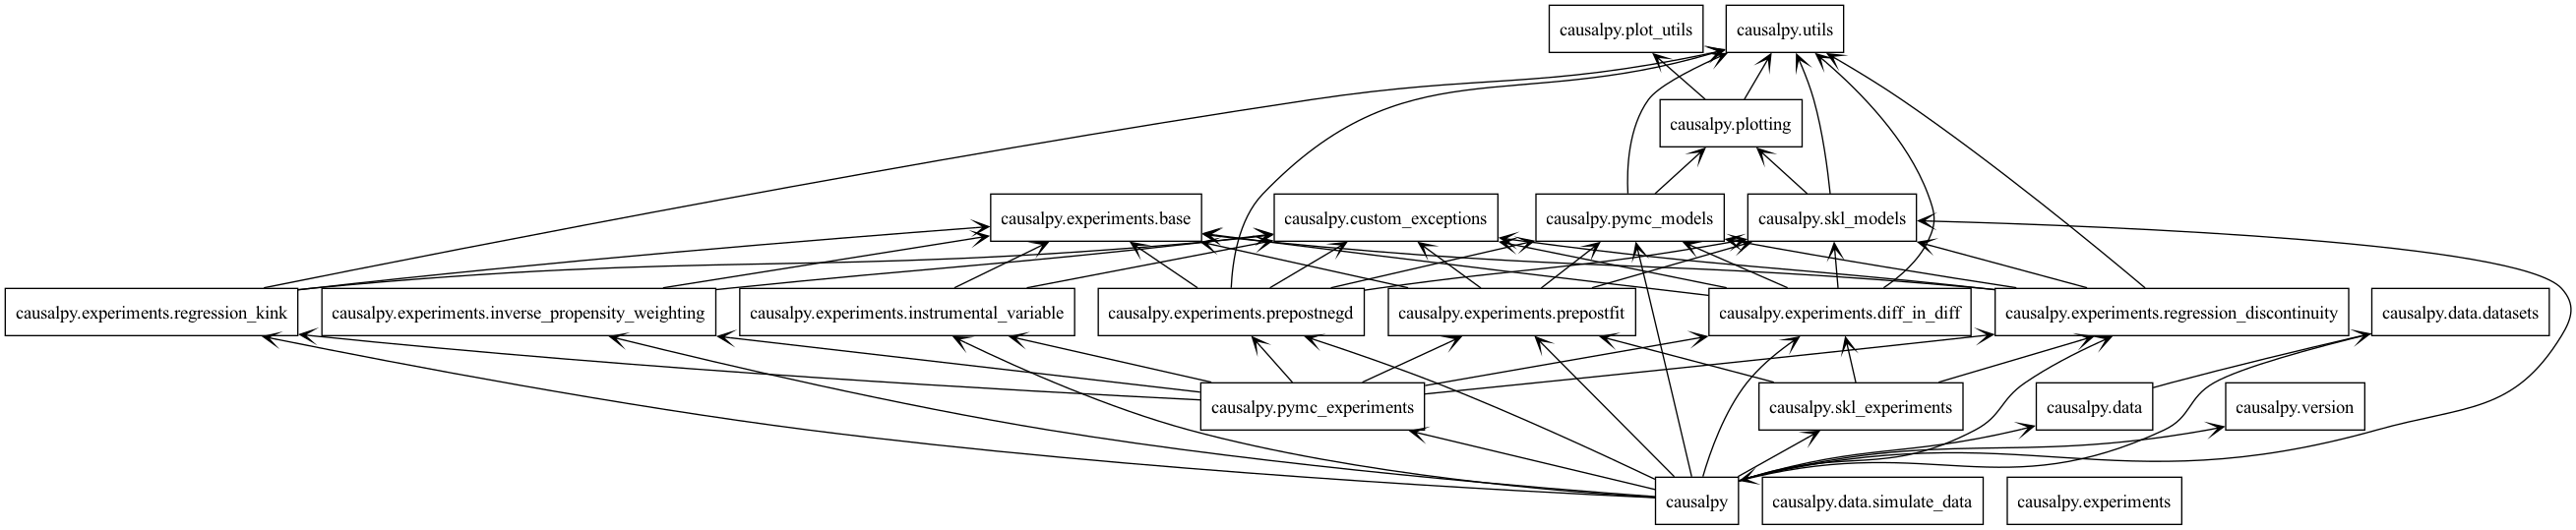 causalpy.plot_utils
causalpy.utils
causalpy.plotting
causalpy.experiments.base
causalpy.custom_exceptions
causalpy.pymc_models
causalpy.skl_models
causalpy.experiments.regression_kink
causalpy.experiments.inverse_propensity_weighting
causalpy.experiments.instrumental_variable
causalpy.experiments.prepostnegd
causalpy.experiments.prepostfit
causalpy.experiments.diff_in_diff
causalpy.experiments.regression_discontinuity
causalpy.data.datasets
causalpy.pymc_experiments
causalpy.skl_experiments
causalpy.data
causalpy.version
causalpy
causalpy.data.simulate_data
causalpy.experiments